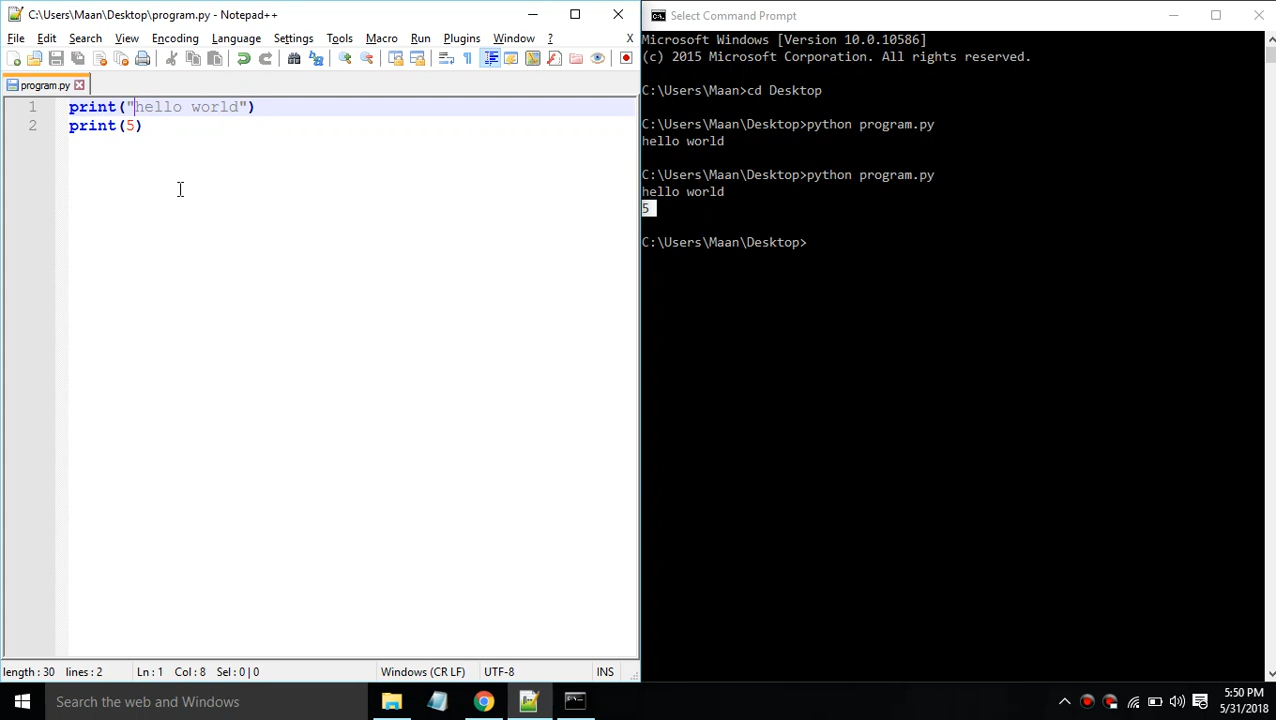 C:\Users\Maan\Desktop\program.py - Notepad++
File Edit Search View Encoding Language Settings Tools Macro Run Plugins Window ? X
program.py
1 print("hello world")
2 print(5)
length : 30 lines : 2 Ln : 1 Col : 8 Sel : 0 | 0 Windows (CR LF) UTF-8 INS
Select Command Prompt
Microsoft Windows [Version 10.0.10586]
(c) 2015 Microsoft Corporation. All rights reserved.
C:\Users\Maan>cd Desktop
C:\Users\Maan\Desktop>python program.py
hello world
C:\Users\Maan\Desktop>python program.py
hello world
5
C:\Users\Maan\Desktop>
Search the web and Windows
5:50 PM
5/31/2018